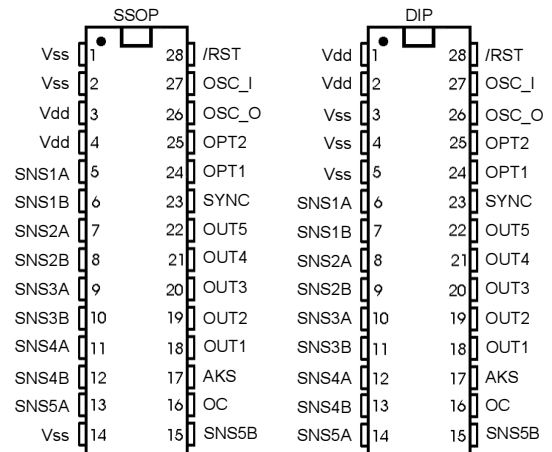 SSOP DIP
Vss 1 28 /RST Vdd 1 28 /RST
Vss 2 27 OSC_I Vdd 2 27 OSC_I
Vdd 3 26 OSC_O Vss 3 26 OSC_O
Vdd 4 25 OPT2 Vss 4 25 OPT2
SNS1A 5 24 OPT1 Vss 5 24 OPT1
SNS1B 6 23 SYNC SNS1A 6 23 SYNC
SNS2A 7 22 OUT5 SNS1B 7 22 OUT5
SNS2B 8 21 OUT4 SNS2A 8 21 OUT4
SNS3A 9 20 OUT3 SNS2B 9 20 OUT3
SNS3B 10 19 OUT2 SNS3A 10 19 OUT2
SNS4A 11 18 OUT1 SNS3B 11 18 OUT1
SNS4B 12 17 AKS SNS4A 12 17 AKS
SNS5A 13 16 OC SNS4B 13 16 OC
Vss 14 15 SNS5B SNS5A 14 15 SNS5B